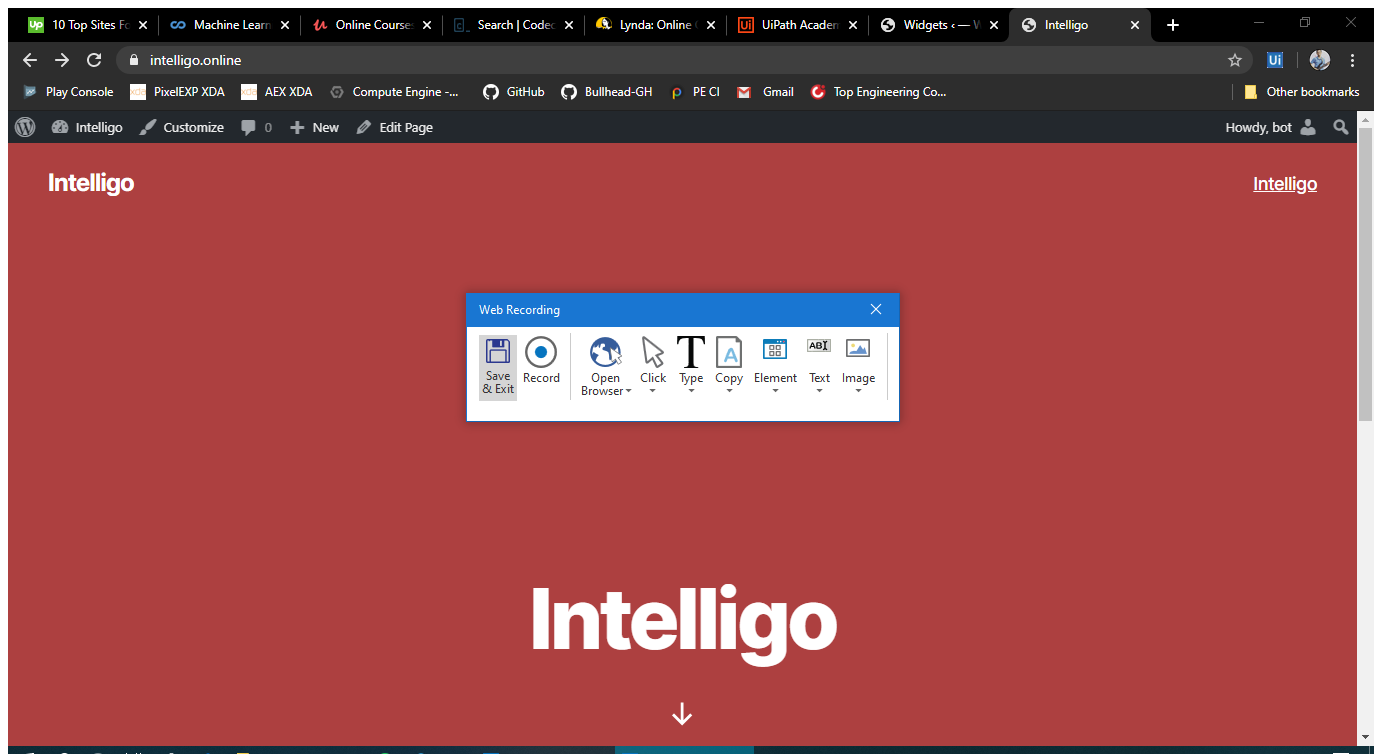 10 Top Sites Fo
Machine Learn
Online Course
Search | Codec
Lynda: Online
UiPath Academ
Widgets ‹ —
Intelligo
intelligo.online
Ui
Play Console
PixelEXP XDA
AEX XDA
Compute Engine -...
GitHub
Bullhead-GH
PE CI
Gmail
Top Engineering Co...
Other bookmarks
Intelligo
Customize
0
New
Edit Page
Howdy, bot
Intelligo
Intelligo
Web Recording
Save
& Exit
Record
Open
Browser
Click
Type
Copy
Element
Text
Image
Intelligo